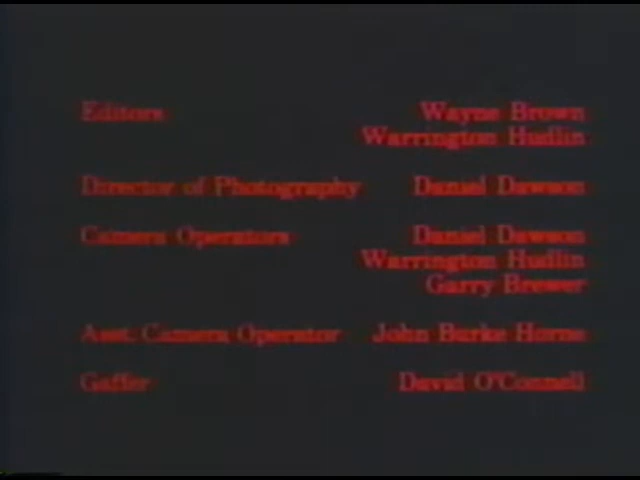 Editors Wayne Brown
Warrington Hudlin
Director of Photography Daniel Dawson
Camera Operators Daniel Dawson
Warrington Hudlin
Garry Brewer
Asst. Camera Operator John Burke Horne
Gaffer David O'Connell